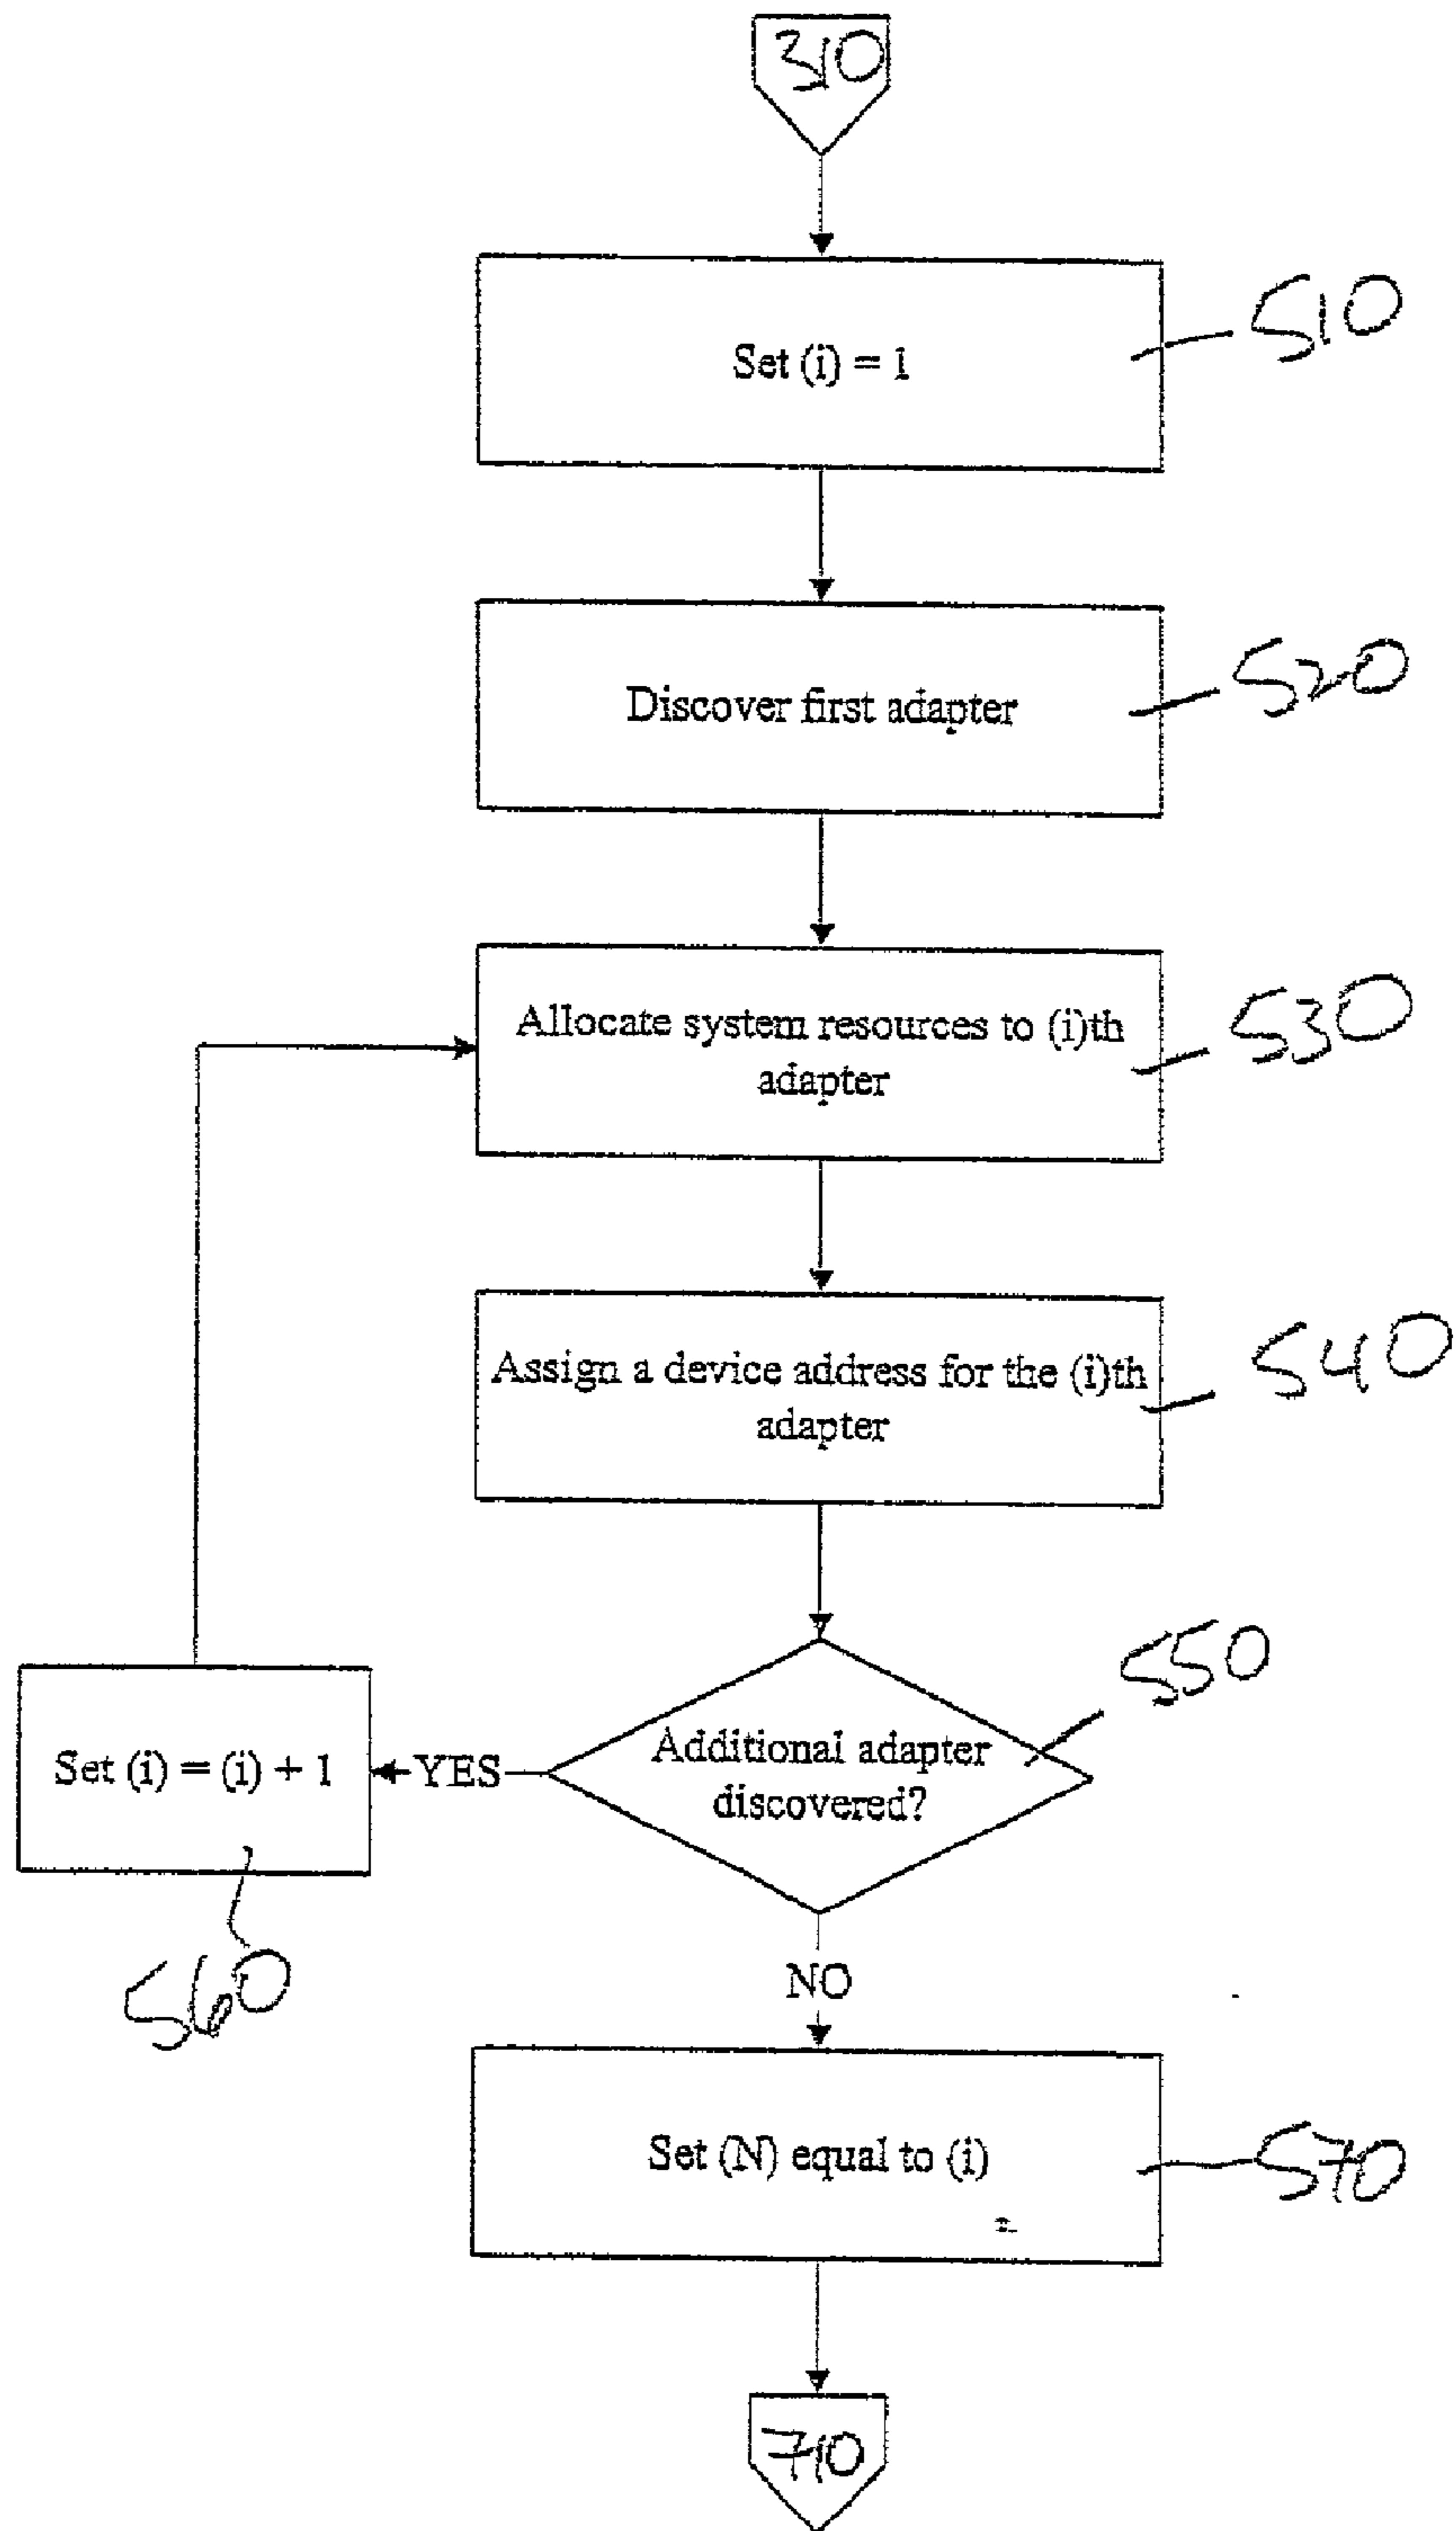 310
Set (i) = 1
510
Discover first adapter
520
Allocate system resources to (i)th
adapter
530
Assign a device address for the (i)th
adapter
540
Additional adapter
discovered?
550
YES
Set (i) = (i) + 1
560
NO
Set (N) equal to (i)
570
710